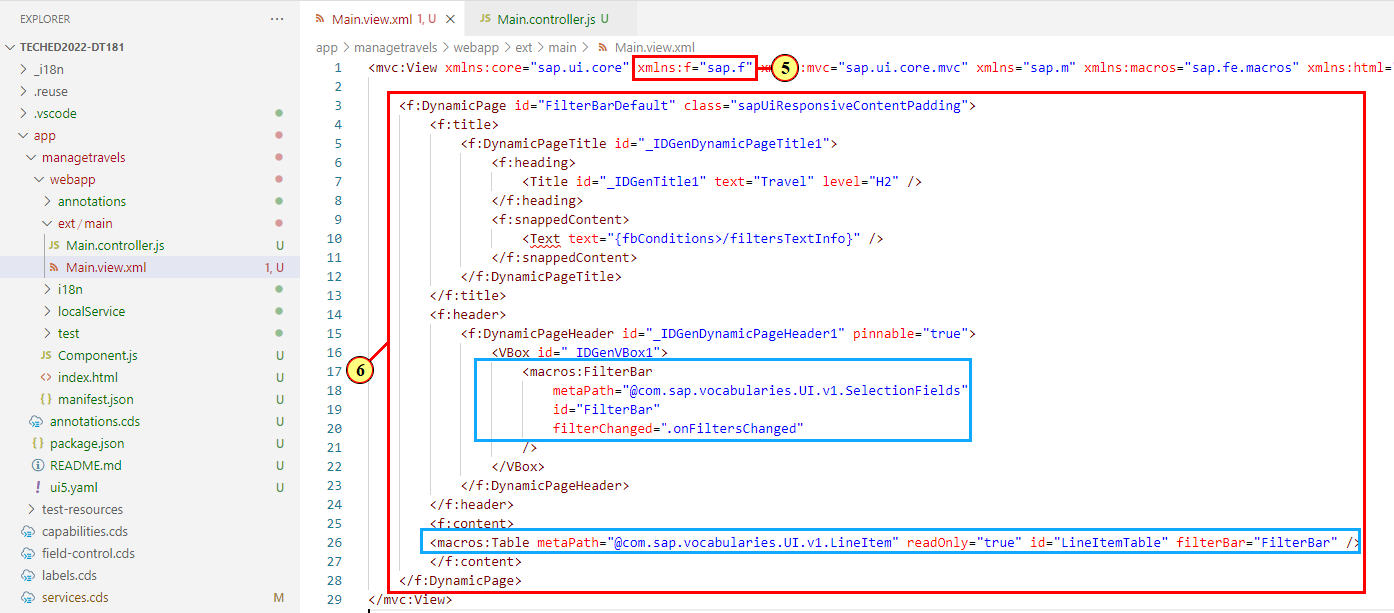 EXPLORER
TECHED2022-DT181
_i18n
.reuse
.vscode
app
managetravels
webapp
annotations
ext / main
JS Main.controller.js U
Main.view.xml 1, U
i18n
localService
test
JS Component.js U
<> index.html U
{} manifest.json U
annotations.cds U
{} package.json U
README.md U
! ui5.yaml U
test-resources
capabilities.cds
field-control.cds
labels.cds
services.cds M
Main.view.xml 1, U
JS Main.controller.js U
app > managetravels > webapp > ext > main > Main.view.xml
1 <mvc:View xmlns:core="sap.ui.core" xmlns:f="sap.f" :mvc="sap.ui.core.mvc" xmlns="sap.m" xmlns:macros="sap.fe.macros" xmlns:html=
5
2
3 <f:DynamicPage id="FilterBarDefault" class="sapUiResponsiveContentPadding">
4 <f:title>
5 <f:DynamicPageTitle id="_IDGenDynamicPageTitle1">
6 <f:heading>
7 <Title id="_IDGenTitle1" text="Travel" level="H2" />
8 </f:heading>
9 <f:snappedContent>
10 <Text text="{fbConditions>/filtersTextInfo}" />
11 </f:snappedContent>
12 </f:DynamicPageTitle>
13 </f:title>
14 <f:header>
15 <f:DynamicPageHeader id="_IDGenDynamicPageHeader1" pinnable="true">
16 <VBox id="_IDGenVBox1">
6
17 <macros:FilterBar
18 metaPath="@com.sap.vocabularies.UI.v1.SelectionFields"
19 id="FilterBar"
20 filterChanged=".onFiltersChanged"
21 />
22 </VBox>
23 </f:DynamicPageHeader>
24 </f:header>
25 <f:content>
26 <macros:Table metaPath="@com.sap.vocabularies.UI.v1.LineItem" readOnly="true" id="LineItemTable" filterBar="FilterBar" />
27 </f:content>
28 </f:DynamicPage>
29 </mvc:View>